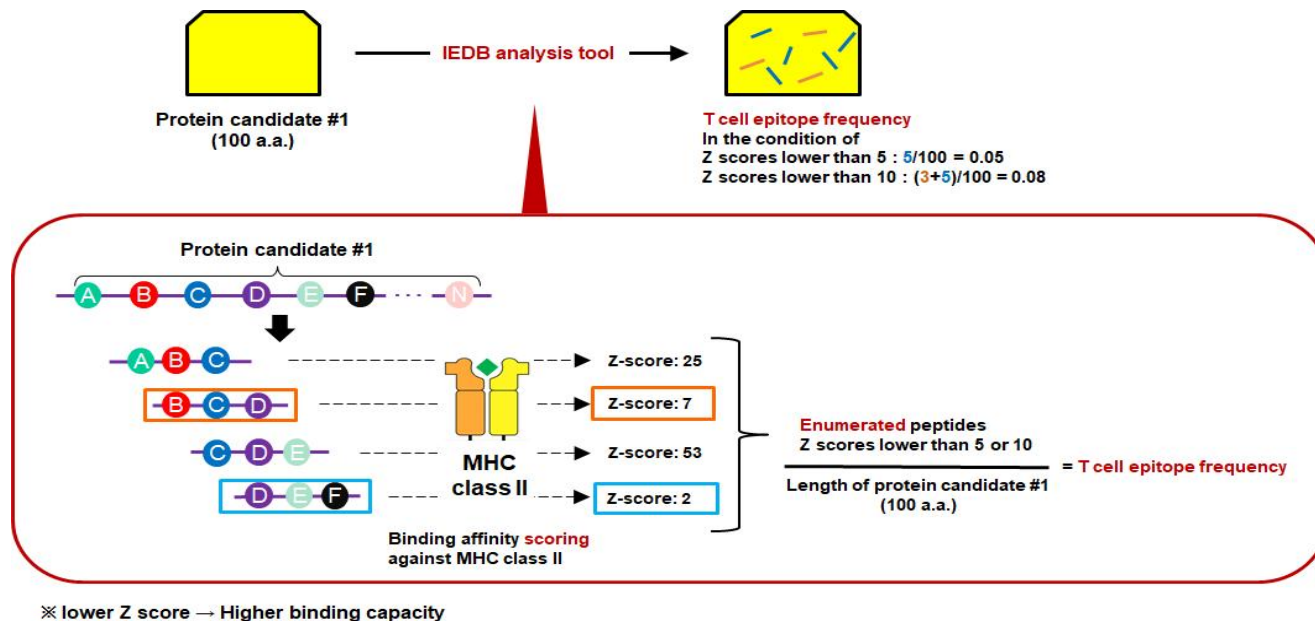 IEDB analysis tool
Protein candidate #1
(100 a.a.)
T cell epitope frequency
In the condition of
Z scores lower than 5 : 5/100 = 0.05
Z scores lower than 10 : (3+5)/100 = 0.08
Protein candidate #1
A B C D E F ··· N
A B C
Z-score: 25
B C D
Z-score: 7
C D E
Z-score: 53
D E F
Z-score: 2
MHC
class II
Binding affinity scoring
against MHC class II
Enumerated peptides
Z scores lower than 5 or 10
Length of protein candidate #1
(100 a.a.)
= T cell epitope frequency
※ lower Z score → Higher binding capacity